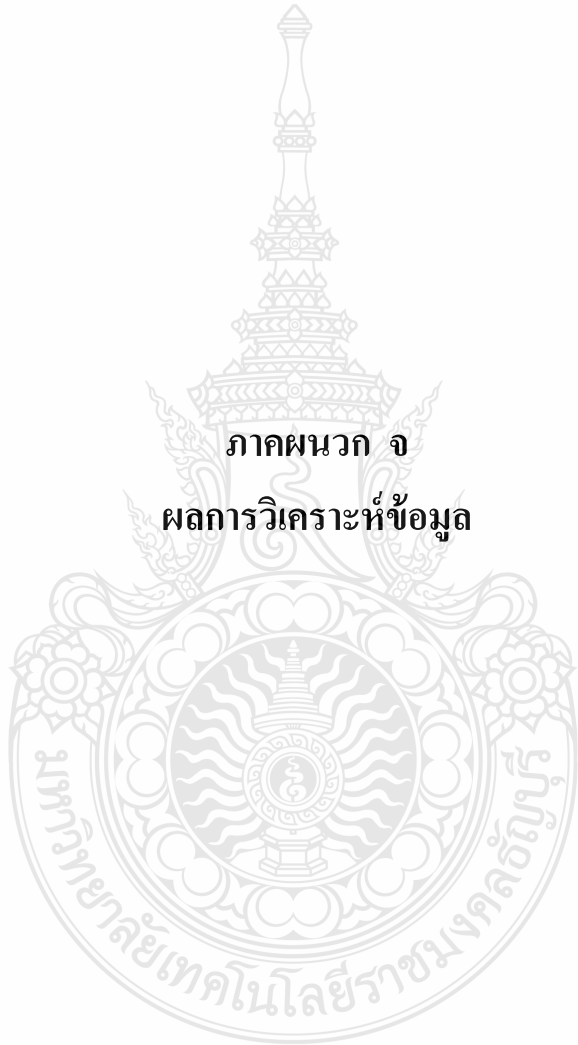 ภาคผนวก จ
ผลการวิเคราะห์ข้อมูล
มหาวิทยาลัยเทคโนโลยีราชมงคลธัญบุรี